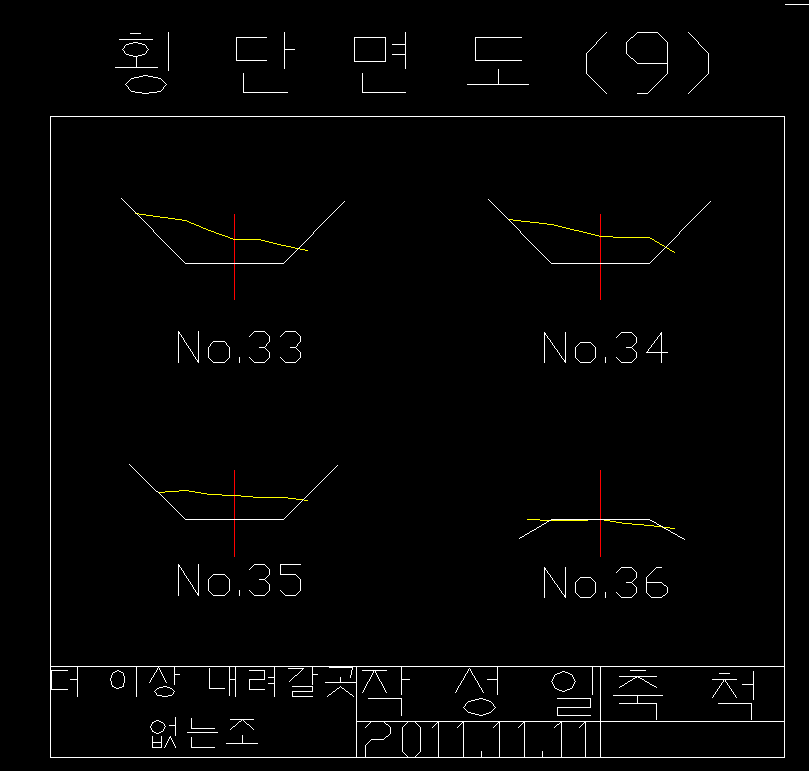 횡 단 면 도 (9)
No.33 No.34
No.35 No.36
더 이상 내려갈곳
없는조
작 성 일
축 척
2011.11.11